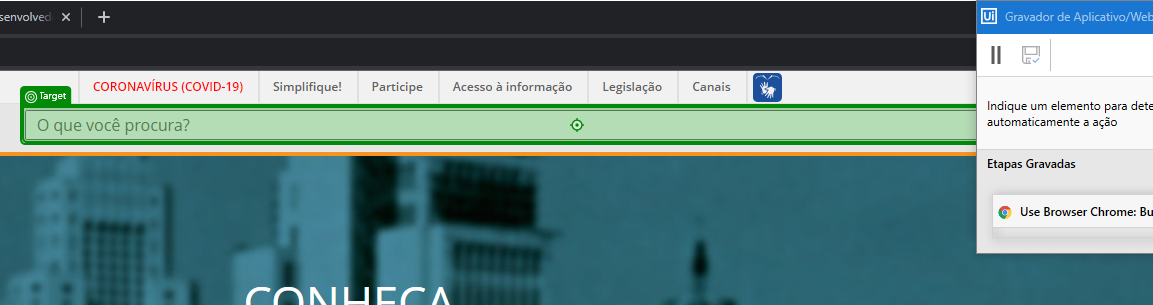 senvolved
Ui Gravador de Aplicativo/Web
Target
CORONAVÍRUS (COVID-19) Simplifique! Participe Acesso à informação Legislação Canais
O que você procura?
Indique um elemento para dete
automaticamente a ação
Etapas Gravadas
Use Browser Chrome: Bu
CONHEÇA